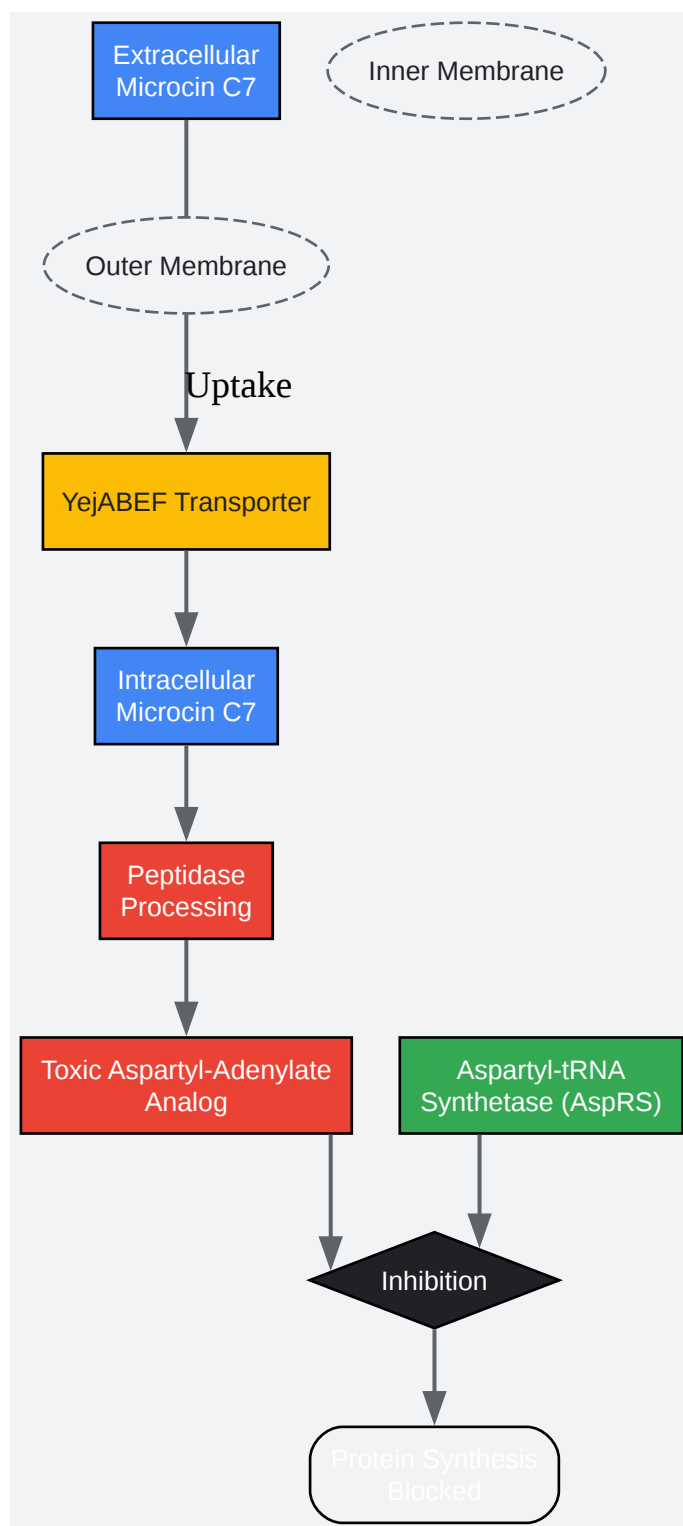 Extracellular
Microcin C7
Inner Membrane
Outer Membrane
Uptake
YejABEF Transporter
Intracellular
Microcin C7
Peptidase
Processing
Toxic Aspartyl-Adenylate
Analog
Aspartyl-tRNA
Synthetase (AspRS)
Inhibition
Protein Synthesis
Blocked